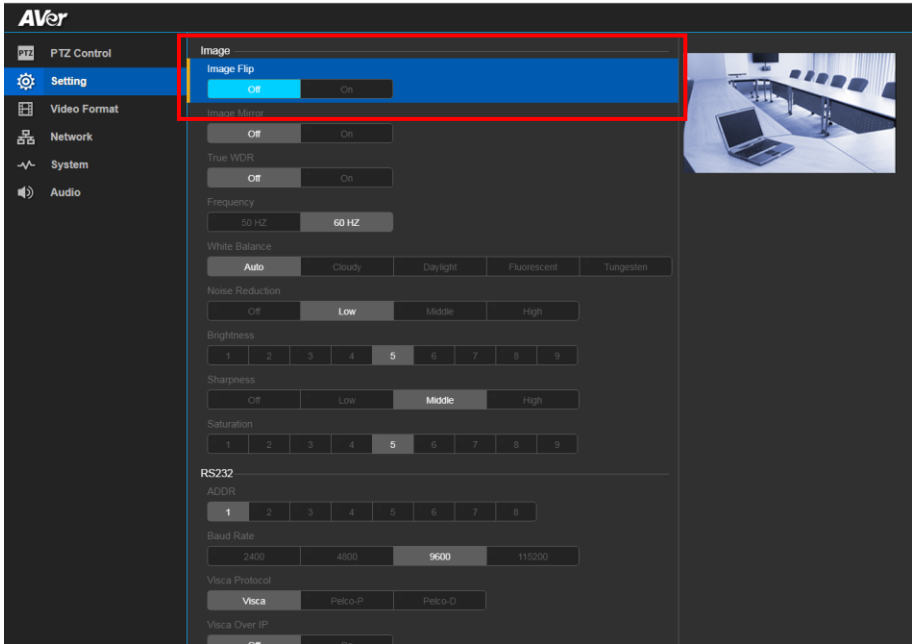 AVer
PTZ PTZ Control
Setting
Video Format
Network
System
Audio
Image
Image Flip
Off On
Image Mirror
Off On
True WDR
Off On
Frequency
50 HZ 60 HZ
White Balance
Auto Cloudy Daylight Fluorescent Tungesten
Noise Reduction
Off Low Middle High
Brightness
1 2 3 4 5 6 7 8 9
Sharpness
Off Low Middle High
Saturation
1 2 3 4 5 6 7 8 9
RS232
ADDR
1 2 3 4 5 6 7 8
Baud Rate
2400 4800 9600 115200
Visca Protocol
Visca Pelco-P Pelco-D
Visca Over IP
Off On